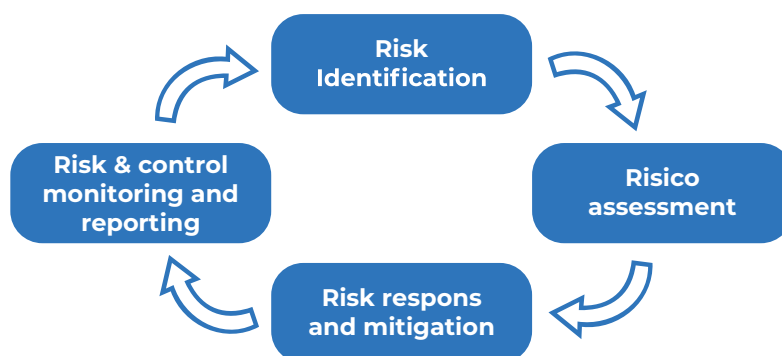 Risk
Identification
Risico
assessment
Risk respons
and mitigation
Risk & control
monitoring and
reporting